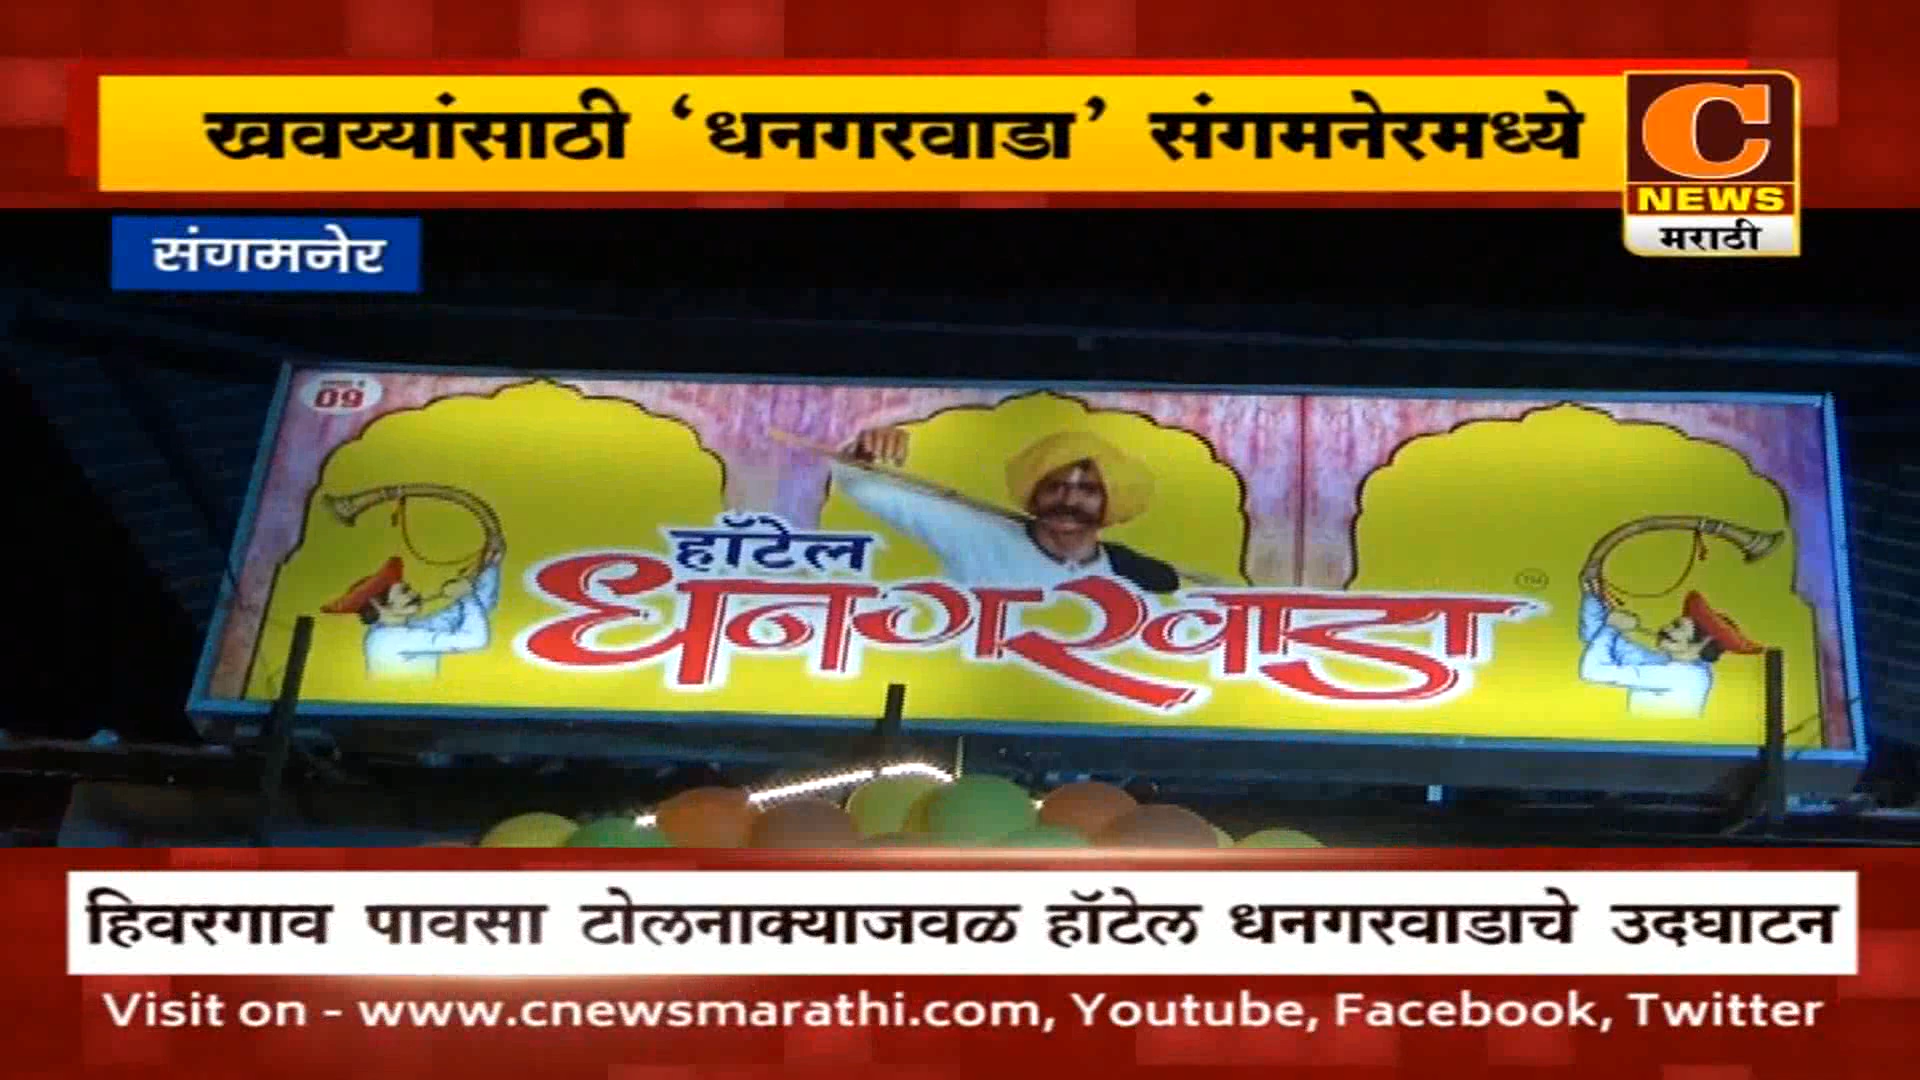 खवय्यांसाठी ‘धनगरवाडा’ संगमनेरमध्ये
C
NEWS
मराठी
संगमनेर
09
हॉटेल
धनगरवाडा
TM
हिवरगाव पावसा टोलनाक्याजवळ हॉटेल धनगरवाडाचे उदघाटन
Visit on - www.cnewsmarathi.com, Youtube, Facebook, Twitter